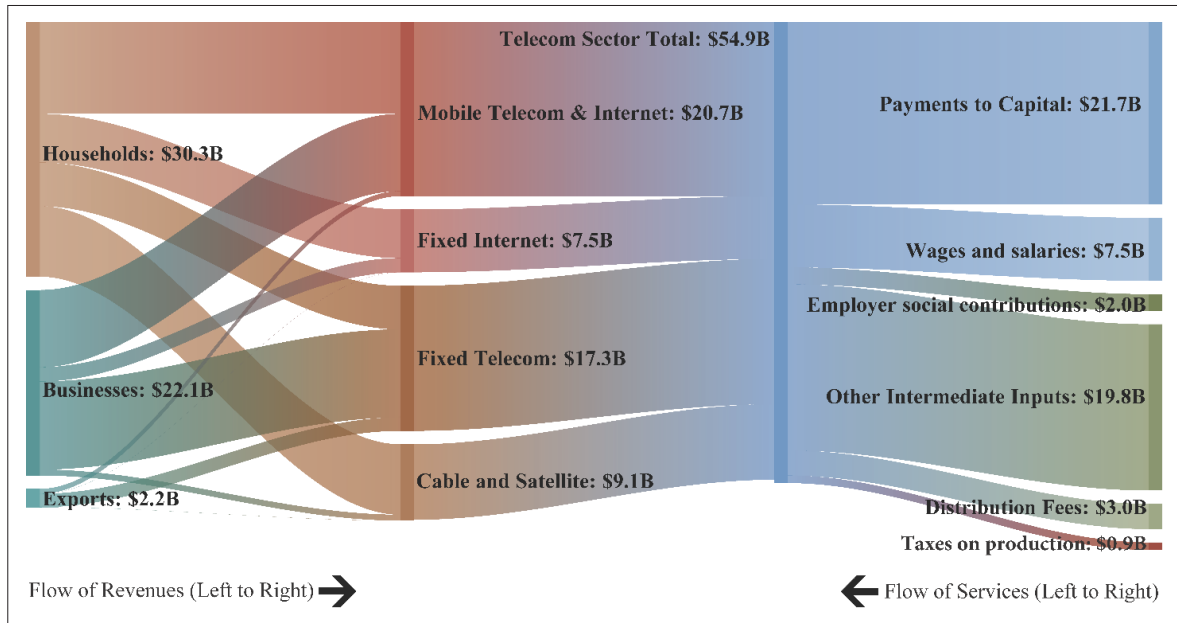 Telecom Sector Total: $54.9B
Mobile Telecom & Internet: $20.7B
Payments to Capital: $21.7B
Households: $30.3B
Fixed Internet: $7.5B
Wages and salaries: $7.5B
Employer social contributions: $2.0B
Fixed Telecom: $17.3B
Businesses: $22.1B
Other Intermediate Inputs: $19.8B
Cable and Satellite: $9.1B
Exports: $2.2B
Distribution Fees: $3.0B
Taxes on production: $0.9B
Flow of Revenues (Left to Right)
Flow of Services (Left to Right)